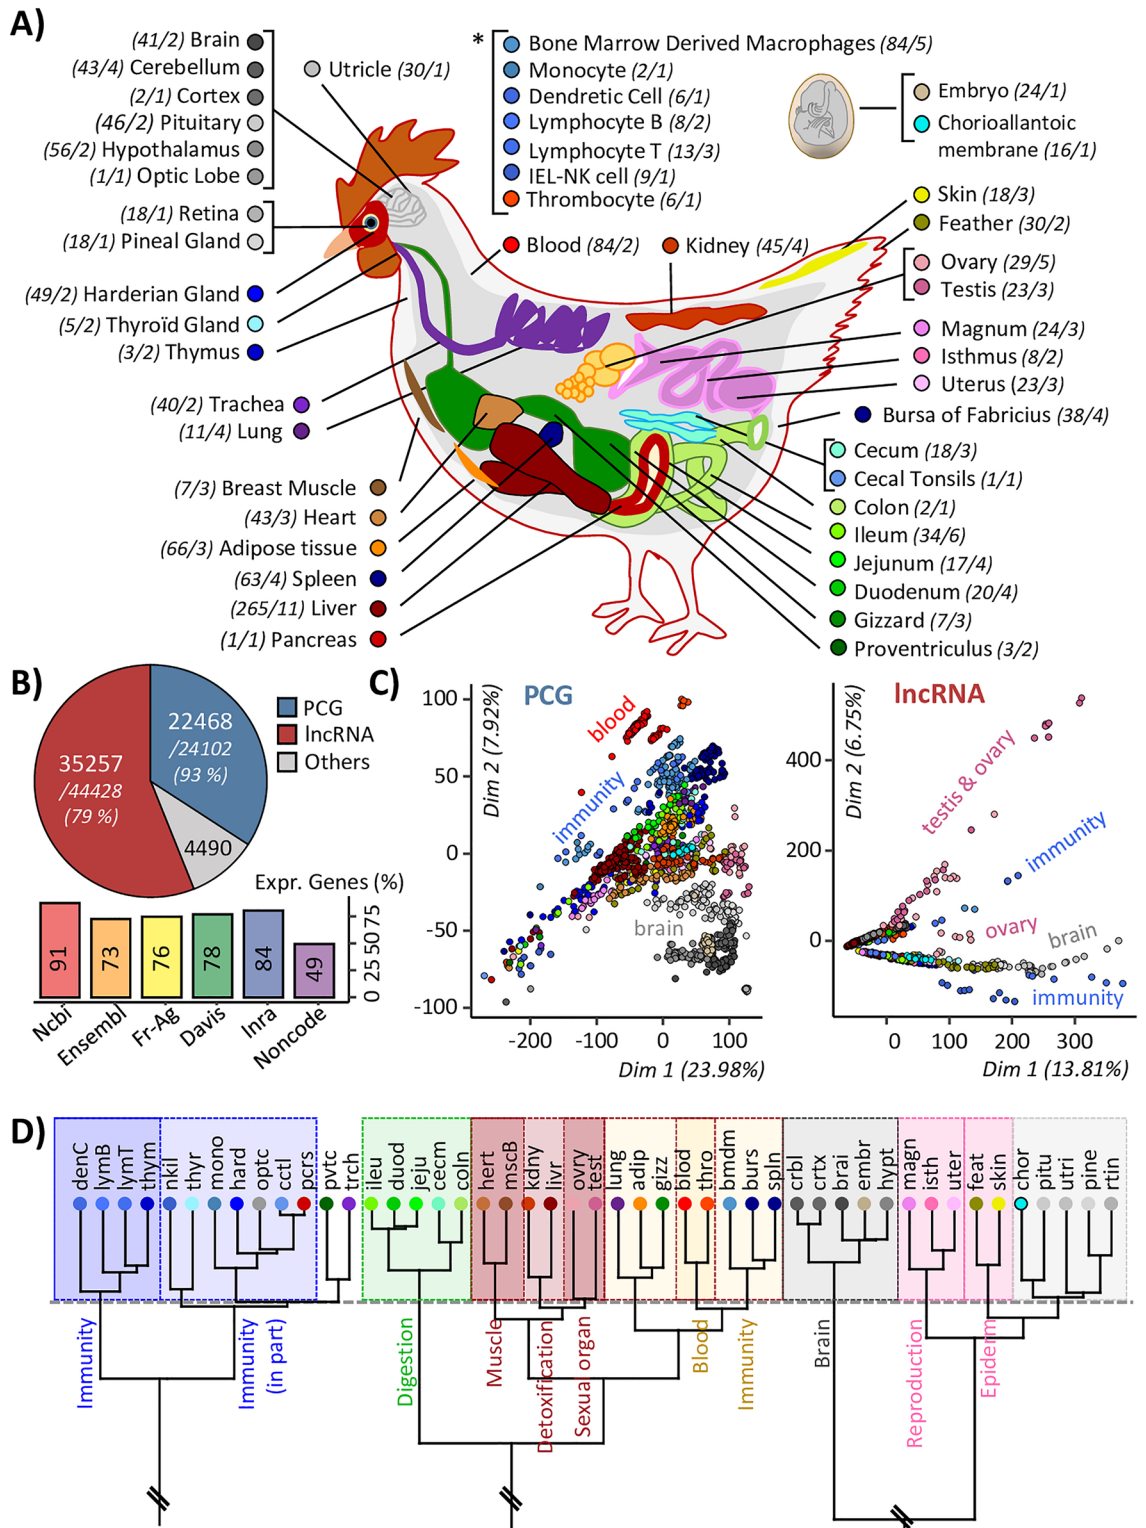 A)
(41/2) Brain
(43/4) Cerebellum
(2/1) Cortex
(46/2) Pituitary
(56/2) Hypothalamus
(1/1) Optic Lobe
(18/1) Retina
(18/1) Pineal Gland
(49/2) Harderian Gland
(5/2) Thyroïd Gland
(3/2) Thymus
(40/2) Trachea
(11/4) Lung
(7/3) Breast Muscle
(43/3) Heart
(66/3) Adipose tissue
(63/4) Spleen
(265/11) Liver
(1/1) Pancreas
Utricle (30/1)
*
Bone Marrow Derived Macrophages (84/5)
Monocyte (2/1)
Dendretic Cell (6/1)
Lymphocyte B (8/2)
Lymphocyte T (13/3)
IEL-NK cell (9/1)
Thrombocyte (6/1)
Blood (84/2)
Kidney (45/4)
Embryo (24/1)
Chorioallantoic
membrane (16/1)
Skin (18/3)
Feather (30/2)
Ovary (29/5)
Testis (23/3)
Magnum (24/3)
Isthmus (8/2)
Uterus (23/3)
Bursa of Fabricius (38/4)
Cecum (18/3)
Cecal Tonsils (1/1)
Colon (2/1)
Ileum (34/6)
Jejunum (17/4)
Duodenum (20/4)
Gizzard (7/3)
Proventriculus (3/2)
B)
22468
/24102
(93 %)
35257
/44428
(79 %)
4490
PCG
lncRNA
Others
Expr. Genes (%)
75
50
25
0
91
73
76
78
84
49
Ncbi
Ensembl
Fr-Ag
Davis
Inra
Noncode
C)
PCG
Dim 2 (7.92%)
100
50
0
-50
-100
-200
-100
0
100
Dim 1 (23.98%)
blood
immunity
brain
lncRNA
Dim 2 (6.75%)
400
200
0
0
100
200
300
Dim 1 (13.81%)
testis & ovary
immunity
ovary
brain
immunity
D)
denC
lymB
lymT
thym
nkil
thyr
mono
hard
optc
cctl
pcrs
pvtc
trch
ileu
duod
jeju
cecm
coln
hert
mscB
kdny
livr
ovry
test
lung
adip
gizz
blod
thro
bmdm
burs
spln
crbl
crtx
brai
embr
hypt
magn
isth
uter
feat
skin
chor
pitu
utri
pine
rtin
Immunity
Immunity
(in part)
Digestion
Muscle
Detoxification
Sexual organ
Blood
Immunity
Brain
Reproduction
Epiderm